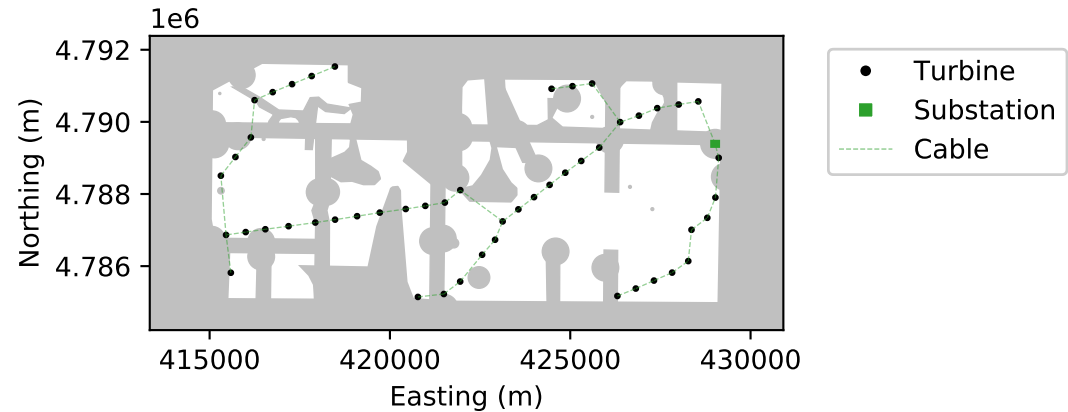 1e6
4.792
4.790
4.788
4.786
Northing (m)
415000 420000 425000 430000
Easting (m)
Turbine
Substation
Cable